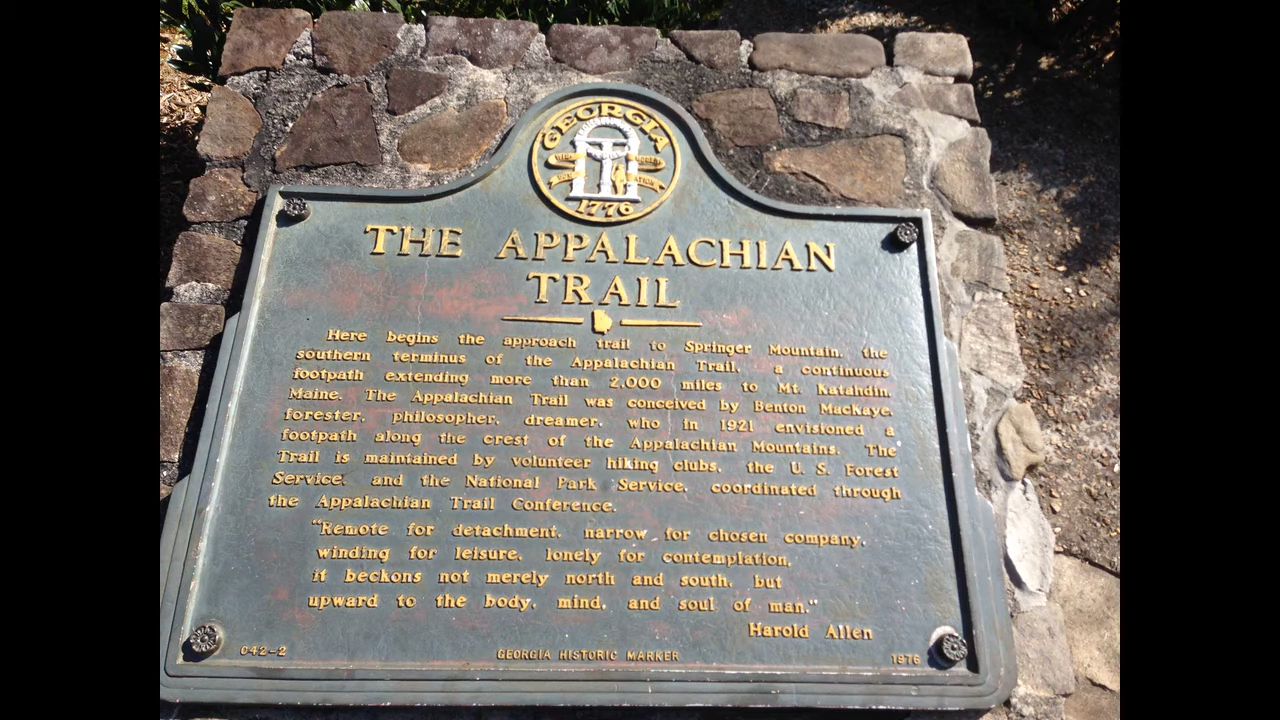 GEORGIA
1776
THE APPALACHIAN
TRAIL
Here begins the approach trail to Springer Mountain, the
southern terminus of the Appalachian Trail, a continuous
footpath extending more than 2,000 miles to Mt. Katahdin,
Maine. The Appalachian Trail was conceived by Benton MacKaye,
forester, philosopher, dreamer, who in 1921 envisioned a
footpath along the crest of the Appalachian Mountains. The
Trail is maintained by volunteer hiking clubs, the U. S. Forest
Service, and the National Park Service, coordinated through
the Appalachian Trail Conference.
"Remote for detachment, narrow for chosen company,
winding for leisure, lonely for contemplation,
it beckons not merely north and south, but
upward to the body, mind, and soul of man."
Harold Allen
042-2 GEORGIA HISTORIC MARKER 1976